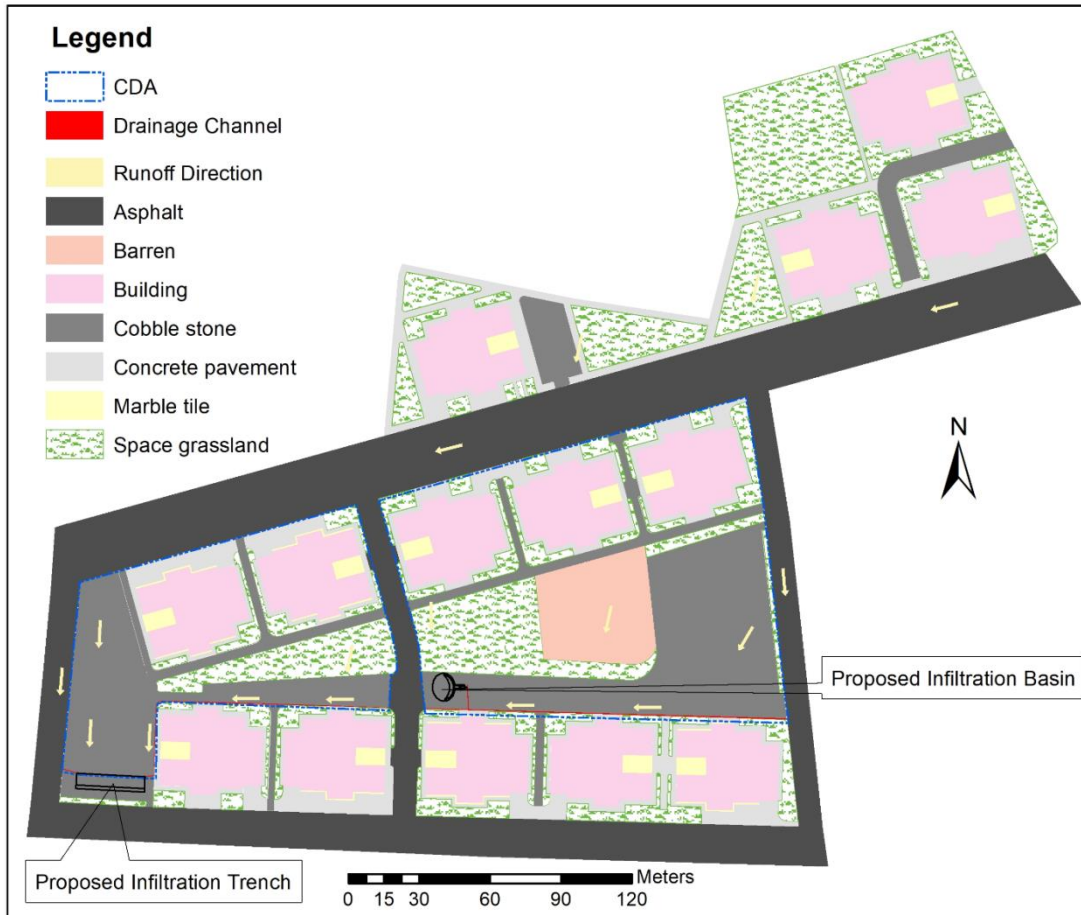 Legend
CDA
Drainage Channel
Runoff Direction
Asphalt
Barren
Building
Cobble stone
Concrete pavement
Marble tile
Space grassland
N
Proposed Infiltration Basin
Proposed Infiltration Trench
Meters
0 15 30 60 90 120